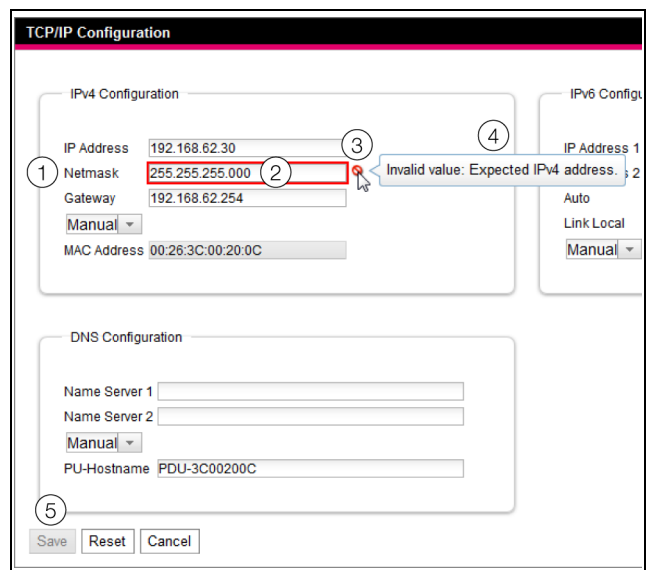 TCP/IP Configuration
IPv4 Configuration
IP Address 192.168.62.30 3
1 Netmask 255.255.255.000 2
Gateway 192.168.62.254
Manual
MAC Address 00:26:3C:00:20:0C
4
Invalid value: Expected IPv4 address.
IPv6 Configu
IP Address 1
s 2
Auto
Link Local
Manual
DNS Configuration
Name Server 1
Name Server 2
Manual
PU-Hostname PDU-3C00200C
5
Save Reset Cancel